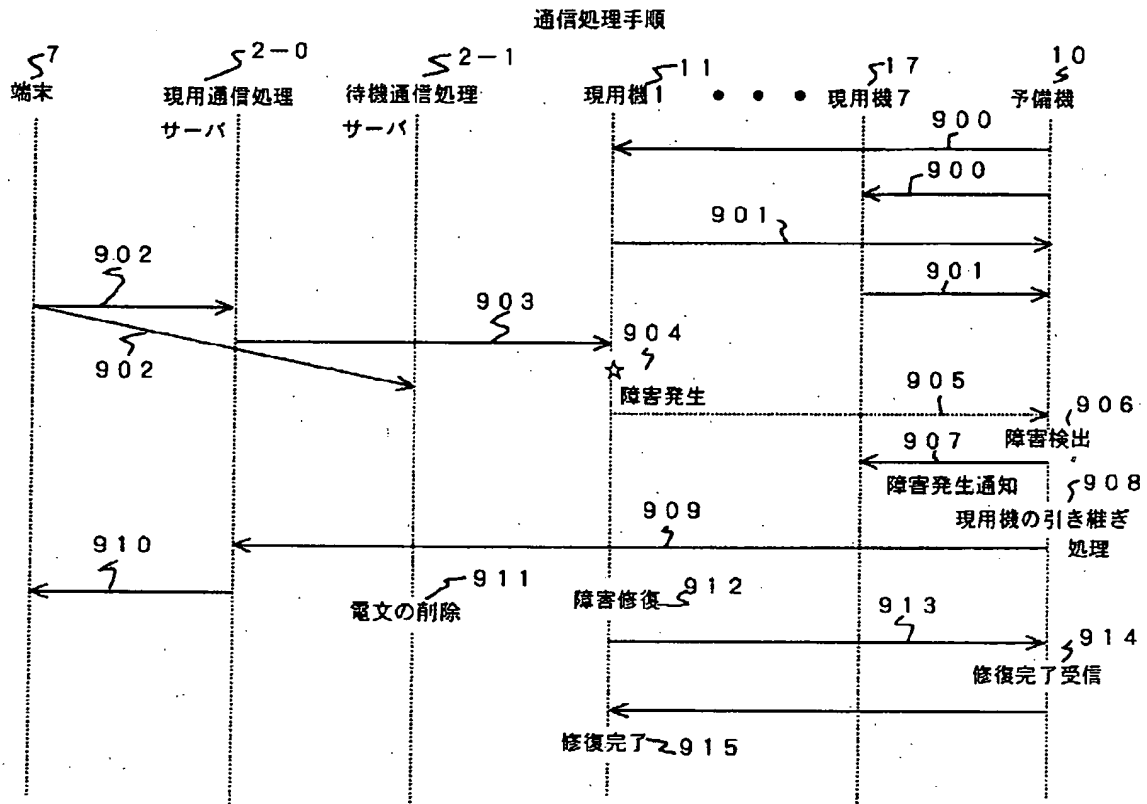 通信処理手順
7
2-0
2-1
11
17
10
端末
現用通信処理
サーバ
待機通信処理
サーバ
現用機1
・・・
現用機7
予備機
900
900
901
902
901
903
902
904
☆
障害発生
905
906
障害検出
907
障害発生通知
908
現用機の引き継ぎ
処理
909
910
911
電文の削除
障害修復
912
913
914
修復完了受信
修復完了
915